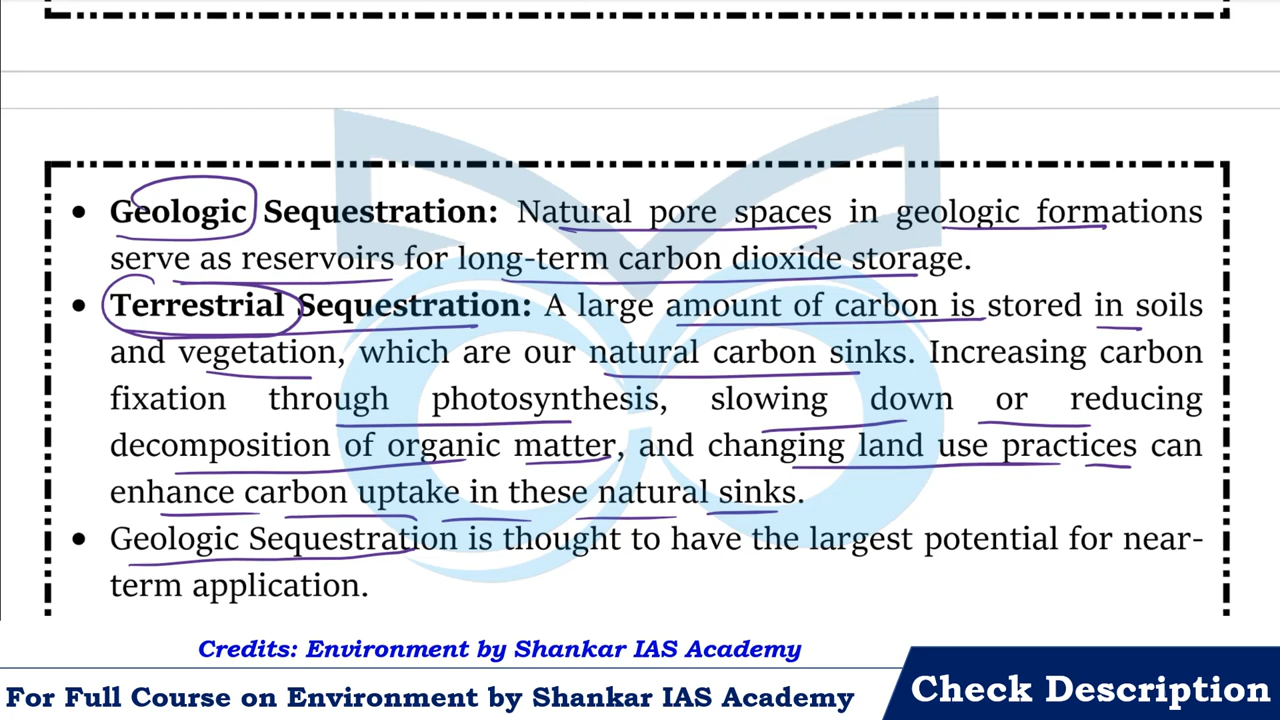 • Geologic Sequestration: Natural pore spaces in geologic formations
serve as reservoirs for long-term carbon dioxide storage.
• Terrestrial Sequestration: A large amount of carbon is stored in soils
and vegetation, which are our natural carbon sinks. Increasing carbon
fixation through photosynthesis, slowing down or reducing
decomposition of organic matter, and changing land use practices can
enhance carbon uptake in these natural sinks.
• Geologic Sequestration is thought to have the largest potential for near-
term application.
Credits: Environment by Shankar IAS Academy
For Full Course on Environment by Shankar IAS Academy
Check Description